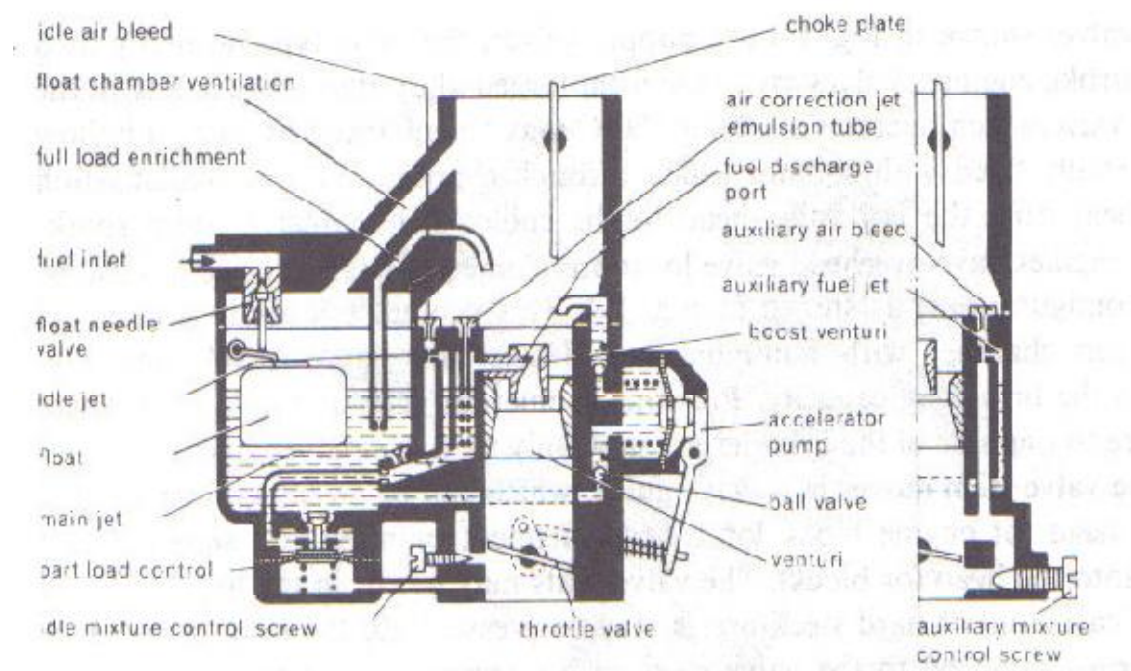 idle air bleed
float chamber ventilation
full load enrichment
fuel inlet
float needle
valve
idle jet
float
main jet
part load control
idle mixture control screw
throttle valve
choke plate
air correction jet
emulsion tube
fuel discharge
port
auxiliary air bleed
auxiliary fuel jet
boost venturi
accelerator
pump
ball valve
venturi
auxiliary mixture
control screw